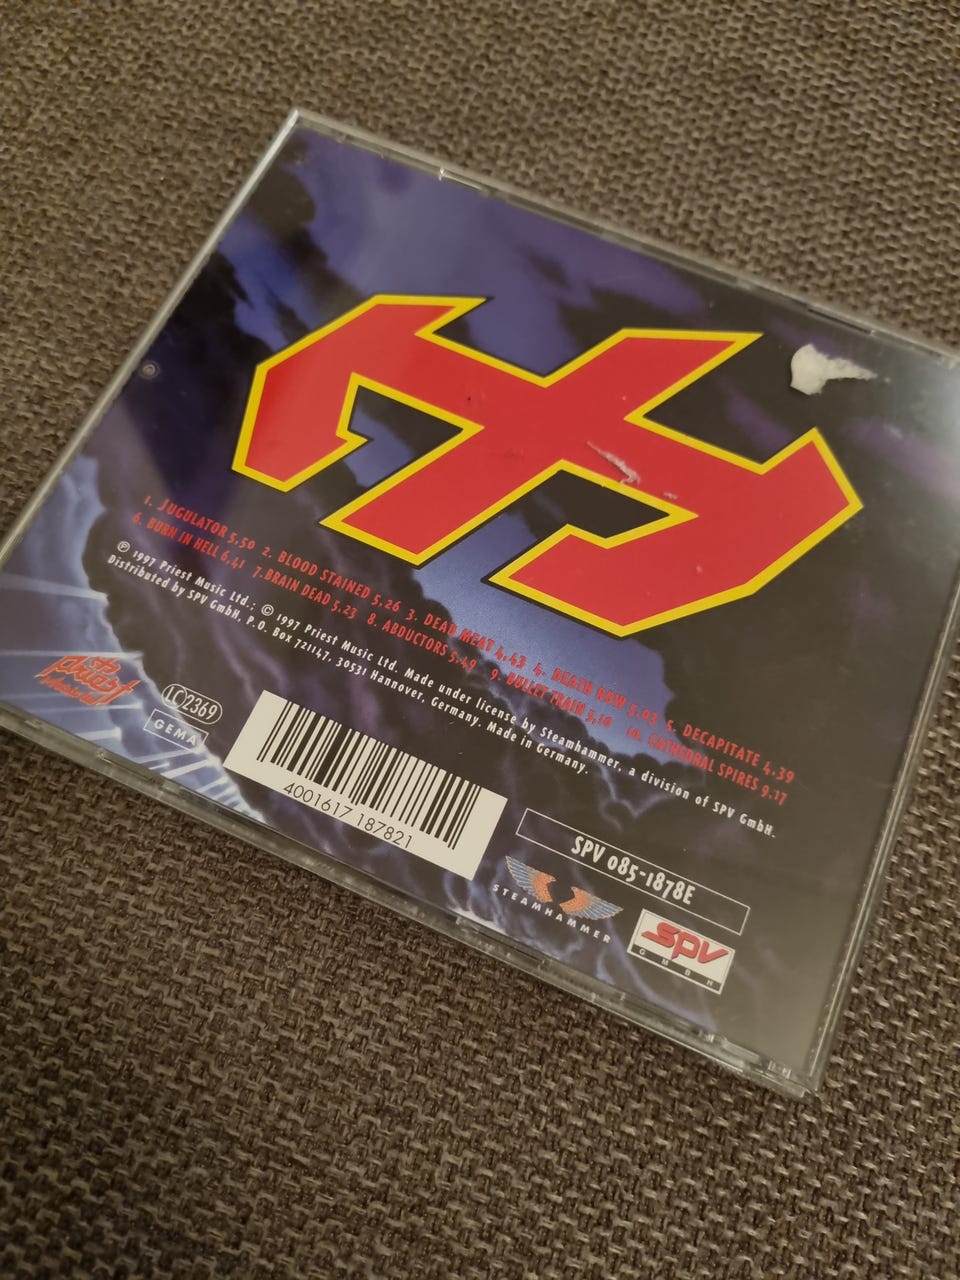 1. JUGULATOR 5,50 2. BLOOD STAINED 5,26 3. DEAD MEAT 4,43 4. DEATH ROW 5,03 5. DECAPITATE 4,39
6. BURN IN HELL 6,41 7. BRAIN DEAD 5,23 8. ABDUCTORS 5,49 9. BULLET TRAIN 5,10 10. CATHEDRAL SPIRES 9,17
℗ 1997 Priest Music Ltd.; © 1997 Priest Music Ltd. Made under license by Steamhammer, a division of SPV GmbH.
Distributed by SPV GmbH, P.O. Box 721147, 30531 Hannover, Germany. Made in Germany.
LC 2369
GEMA
4001617 187821
SPV 085-1878E
STEAMHAMMER
SPV
GMBH